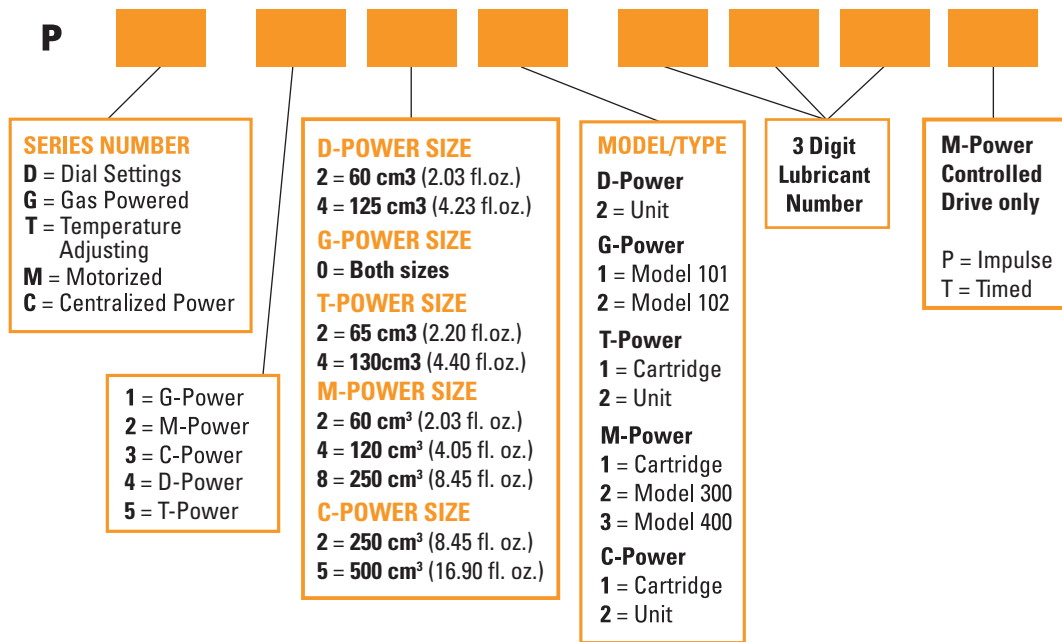 P
SERIES NUMBER
D = Dial Settings
G = Gas Powered
T = Temperature
Adjusting
M = Motorized
C = Centralized Power
1 = G-Power
2 = M-Power
3 = C-Power
4 = D-Power
5 = T-Power
D-POWER SIZE
2 = 60 cm3 (2.03 fl.oz.)
4 = 125 cm3 (4.23 fl.oz.)
G-POWER SIZE
0 = Both sizes
T-POWER SIZE
2 = 65 cm3 (2.20 fl.oz.)
4 = 130cm3 (4.40 fl.oz.)
M-POWER SIZE
2 = 60 cm³ (2.03 fl. oz.)
4 = 120 cm³ (4.05 fl. oz.)
8 = 250 cm³ (8.45 fl. oz.)
C-POWER SIZE
2 = 250 cm³ (8.45 fl. oz.)
5 = 500 cm³ (16.90 fl. oz.)
MODEL/TYPE
D-Power
2 = Unit
G-Power
1 = Model 101
2 = Model 102
T-Power
1 = Cartridge
2 = Unit
M-Power
1 = Cartridge
2 = Model 300
3 = Model 400
C-Power
1 = Cartridge
2 = Unit
3 Digit
Lubricant
Number
M-Power
Controlled
Drive only
P = Impulse
T = Timed